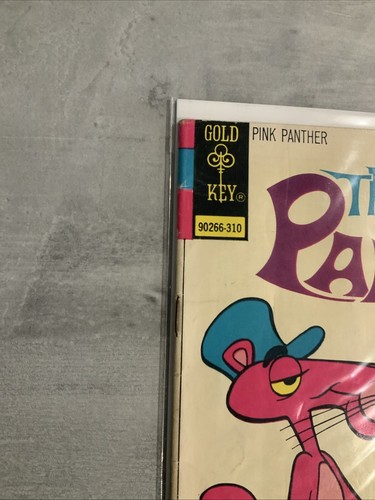 GOLD
KEY®
PINK PANTHER
90266-310